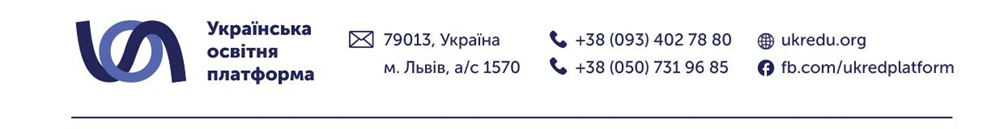 Українська
освітня
платформа
79013, Україна
м. Львів, а/с 1570
+38 (093) 402 78 80
+38 (050) 731 96 85
ukredu.org
fb.com/ukredplatform